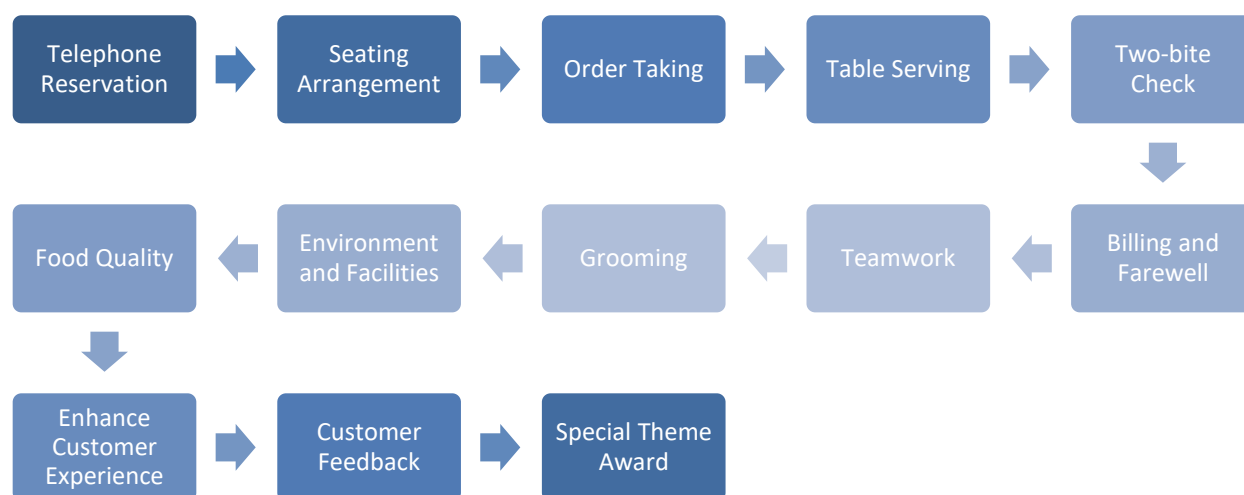 Telephone
Reservation
Seating
Arrangement
Order Taking
Table Serving
Two-bite
Check
Billing and
Farewell
Teamwork
Grooming
Environment
and Facilities
Food Quality
Enhance
Customer
Experience
Customer
Feedback
Special Theme
Award